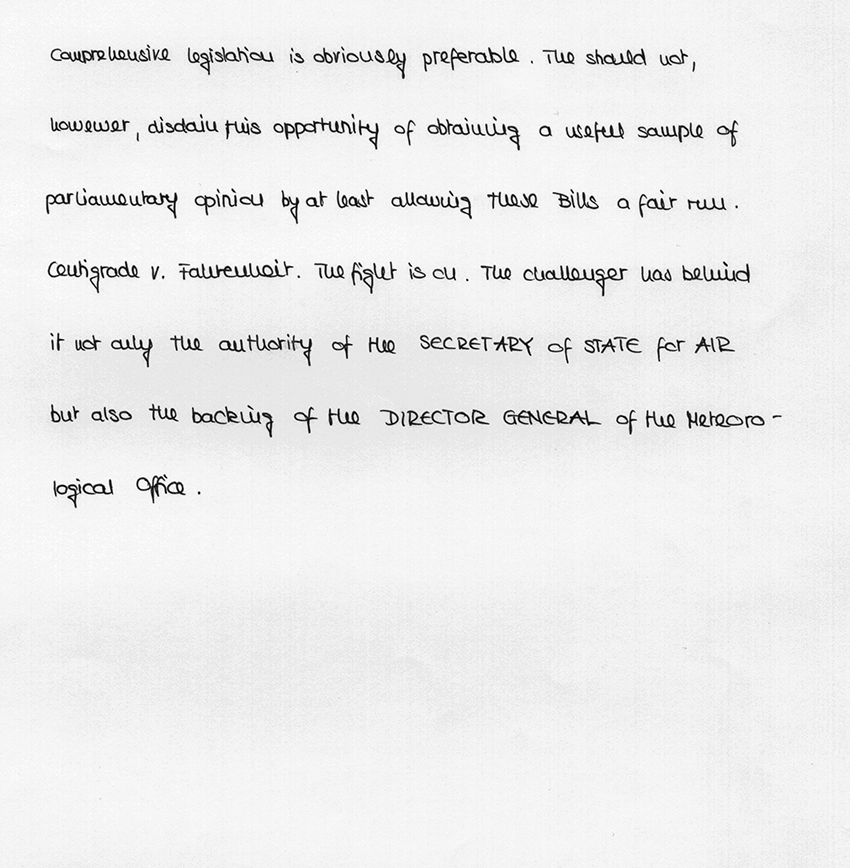 Comprehensive legislation is obviously preferable. The should not,
however, disdain this opportunity of obtaining a useful sample of
parliamentary opinion by at least allowing these Bills a fair run.
Centigrade v. Fahrenheit. The fight is on. The challenger has behind
it not only the authority of the SECRETARY of STATE for AIR
but also the backing of the DIRECTOR GENERAL of the Meteoro-
logical Office.